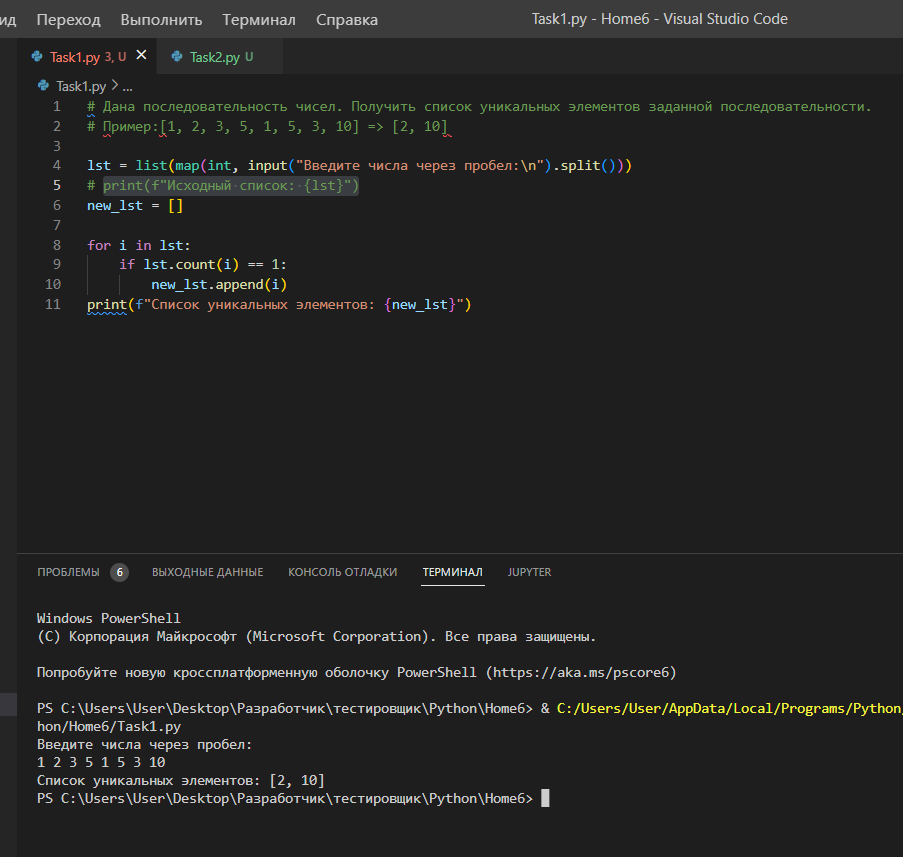 ид Переход Выполнить Терминал Справка Task1.py - Home6 - Visual Studio Code
Task1.py 3, U Task2.py U
Task1.py > ...
1 # Дана последовательность чисел. Получить список уникальных элементов заданной последовательности.
2 # Пример:[1, 2, 3, 5, 1, 5, 3, 10] => [2, 10]
3
4 lst = list(map(int, input("Введите числа через пробел:\n").split()))
5 # print(f"Исходный список: {lst}")
6 new_lst = []
7
8 for i in lst:
9 if lst.count(i) == 1:
10 new_lst.append(i)
11 print(f"Список уникальных элементов: {new_lst}")
ПРОБЛЕМЫ 6 ВЫХОДНЫЕ ДАННЫЕ КОНСОЛЬ ОТЛАДКИ ТЕРМИНАЛ JUPYTER
Windows PowerShell
(C) Корпорация Майкрософт (Microsoft Corporation). Все права защищены.
Попробуйте новую кроссплатформенную оболочку PowerShell (https://aka.ms/pscore6)
PS C:\Users\User\Desktop\Разработчик\тестировщик\Python\Home6> & C:/Users/User/AppData/Local/Programs/Python/
hon/Home6/Task1.py
Введите числа через пробел:
1 2 3 5 1 5 3 10
Список уникальных элементов: [2, 10]
PS C:\Users\User\Desktop\Разработчик\тестировщик\Python\Home6>